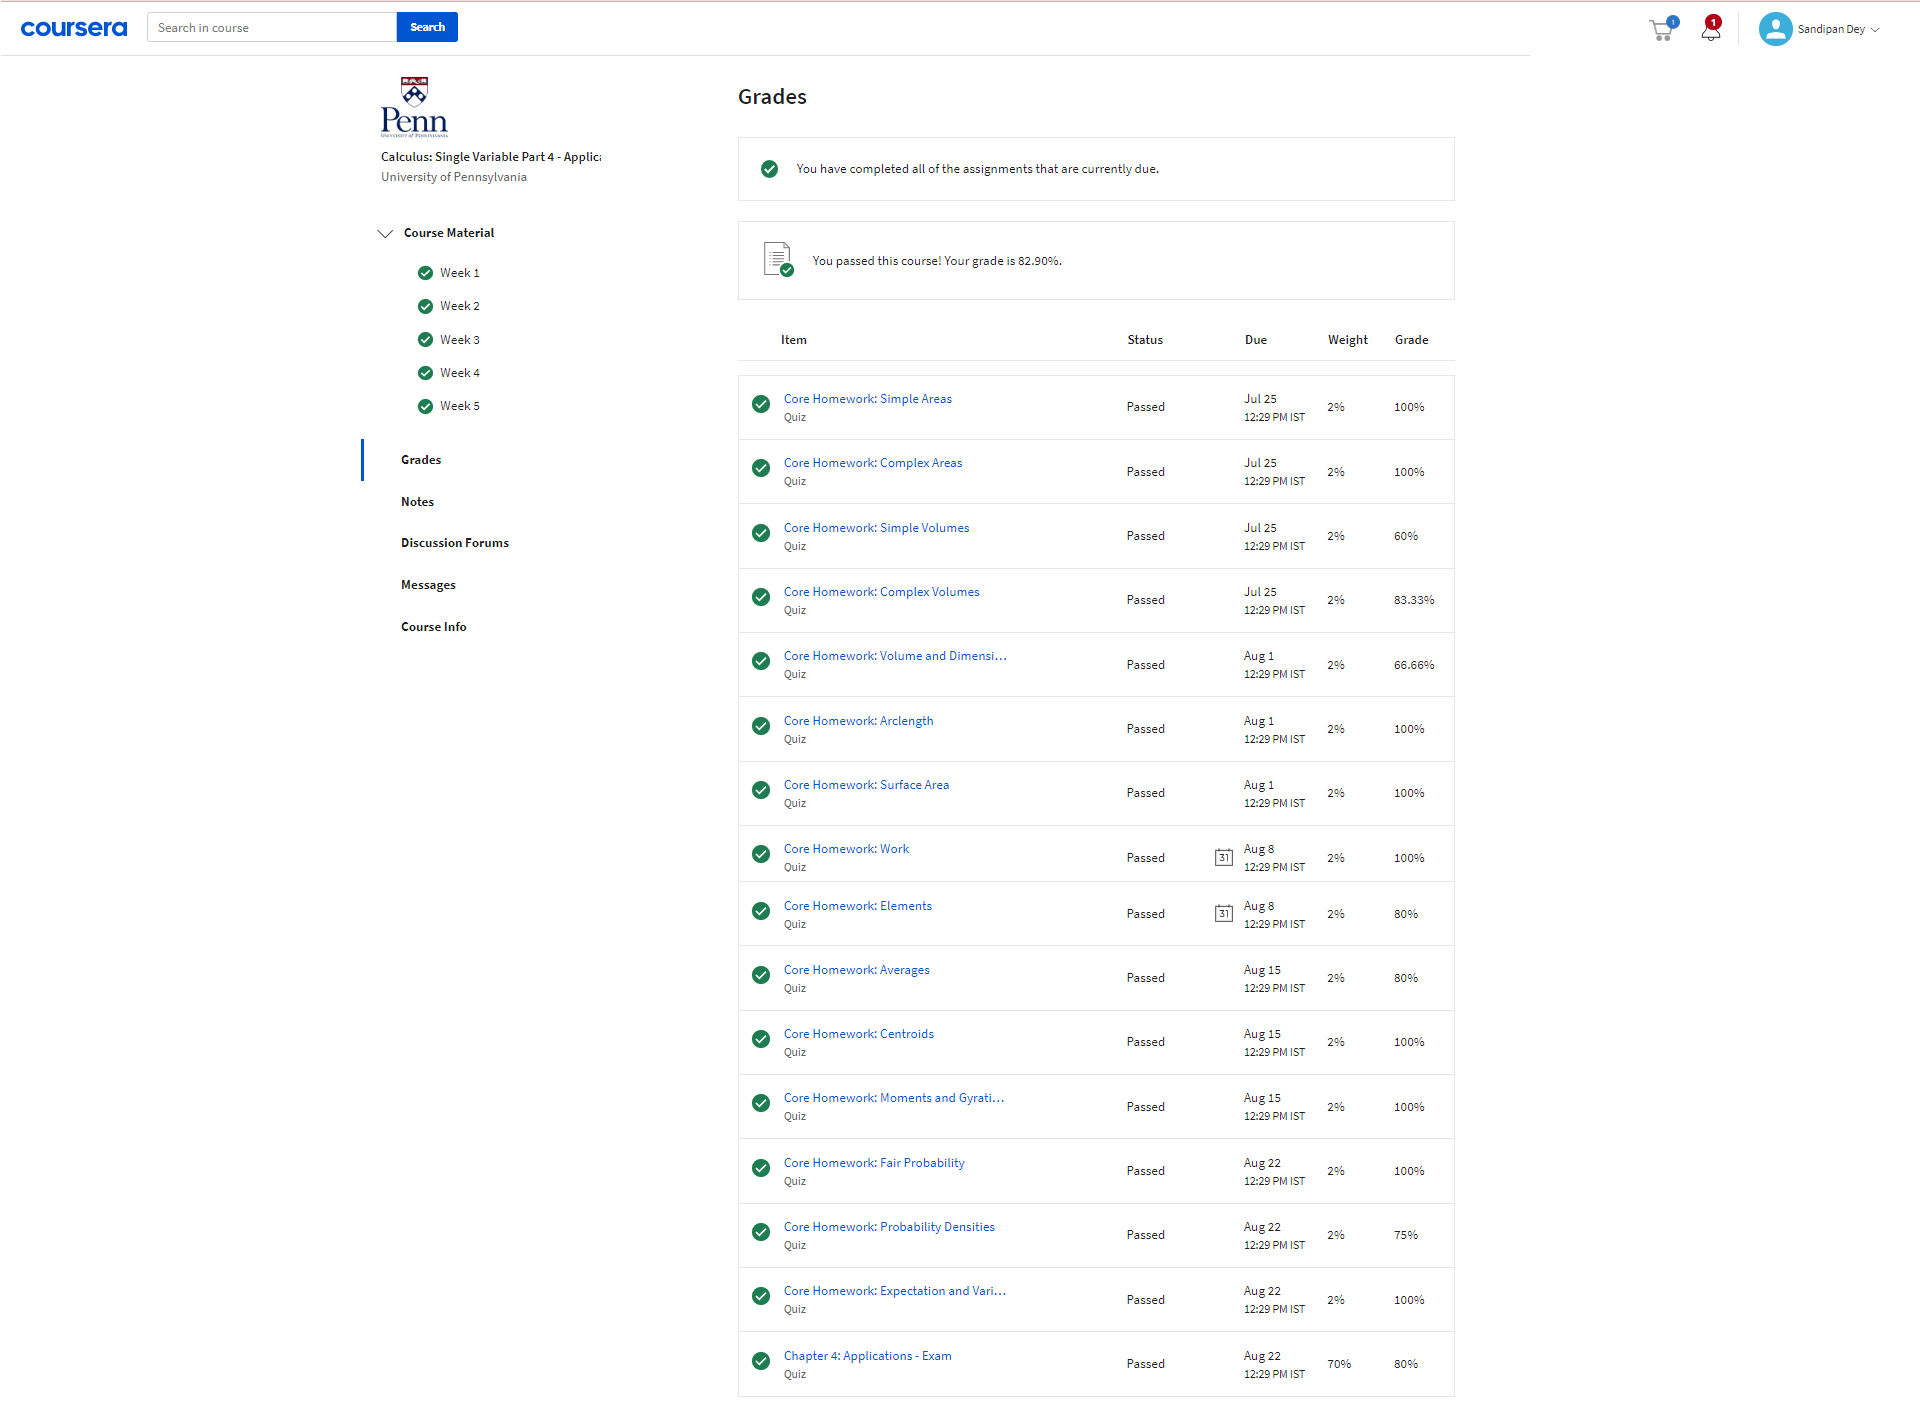 coursera
Search in course
Search
1
1
Sandipan Dey
Penn
UNIVERSITY of PENNSYLVANIA
Calculus: Single Variable Part 4 - Applica
University of Pennsylvania
Course Material
Week 1
Week 2
Week 3
Week 4
Week 5
Grades
Notes
Discussion Forums
Messages
Course Info
Grades
You have completed all of the assignments that are currently due.
You passed this course! Your grade is 82.90%.
Item Status Due Weight Grade
Core Homework: Simple Areas
Quiz
Passed
Jul 25
12:29 PM IST
2%
100%
Core Homework: Complex Areas
Quiz
Passed
Jul 25
12:29 PM IST
2%
100%
Core Homework: Simple Volumes
Quiz
Passed
Jul 25
12:29 PM IST
2%
60%
Core Homework: Complex Volumes
Quiz
Passed
Jul 25
12:29 PM IST
2%
83.33%
Core Homework: Volume and Dimensi...
Quiz
Passed
Aug 1
12:29 PM IST
2%
66.66%
Core Homework: Arclength
Quiz
Passed
Aug 1
12:29 PM IST
2%
100%
Core Homework: Surface Area
Quiz
Passed
Aug 1
12:29 PM IST
2%
100%
Core Homework: Work
Quiz
Passed
31
Aug 8
12:29 PM IST
2%
100%
Core Homework: Elements
Quiz
Passed
31
Aug 8
12:29 PM IST
2%
80%
Core Homework: Averages
Quiz
Passed
Aug 15
12:29 PM IST
2%
80%
Core Homework: Centroids
Quiz
Passed
Aug 15
12:29 PM IST
2%
100%
Core Homework: Moments and Gyrati...
Quiz
Passed
Aug 15
12:29 PM IST
2%
100%
Core Homework: Fair Probability
Quiz
Passed
Aug 22
12:29 PM IST
2%
100%
Core Homework: Probability Densities
Quiz
Passed
Aug 22
12:29 PM IST
2%
75%
Core Homework: Expectation and Vari...
Quiz
Passed
Aug 22
12:29 PM IST
2%
100%
Chapter 4: Applications - Exam
Quiz
Passed
Aug 22
12:29 PM IST
70%
80%